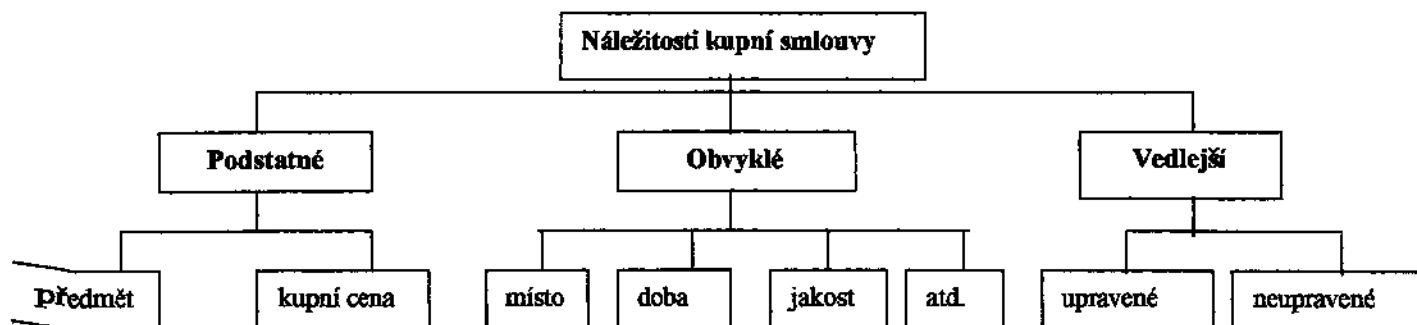 Náležitosti kupní smlouvy
Podstatné
Obvyklé
Vedlejší
předmět
kupní cena
místo
doba
jakost
atd.
upravené
neupravené